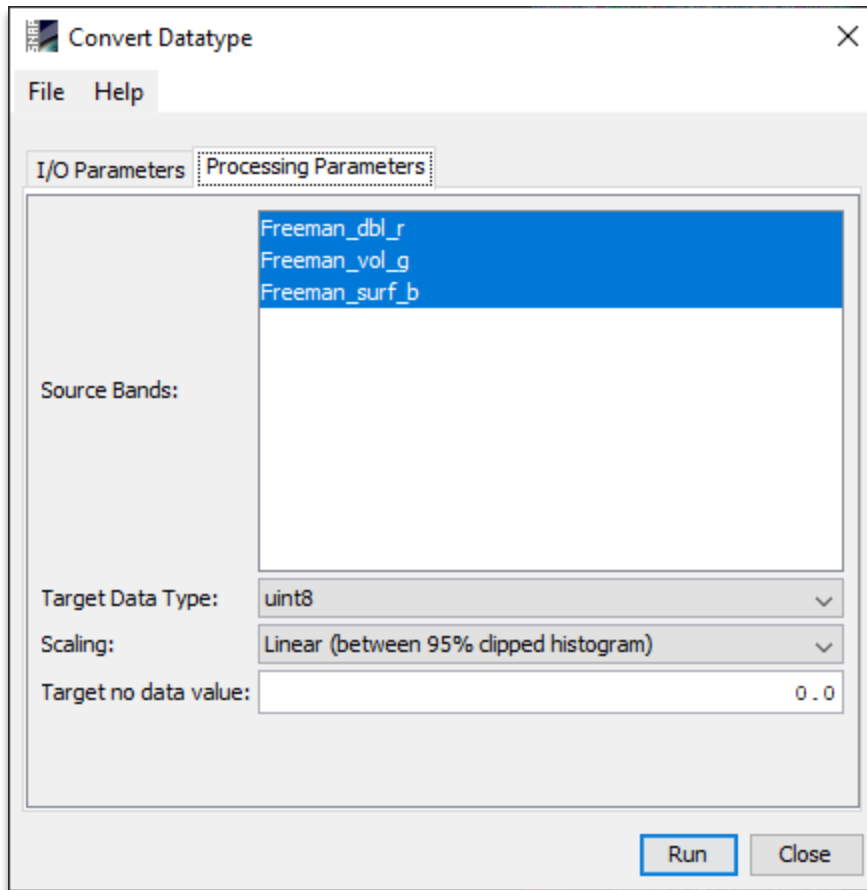 SNAP
Convert Datatype
File Help
I/O Parameters Processing Parameters
Source Bands:
Freeman_dbl_r
Freeman_vol_g
Freeman_surf_b
Target Data Type: uint8
Scaling: Linear (between 95% clipped histogram)
Target no data value: 0.0
Run Close